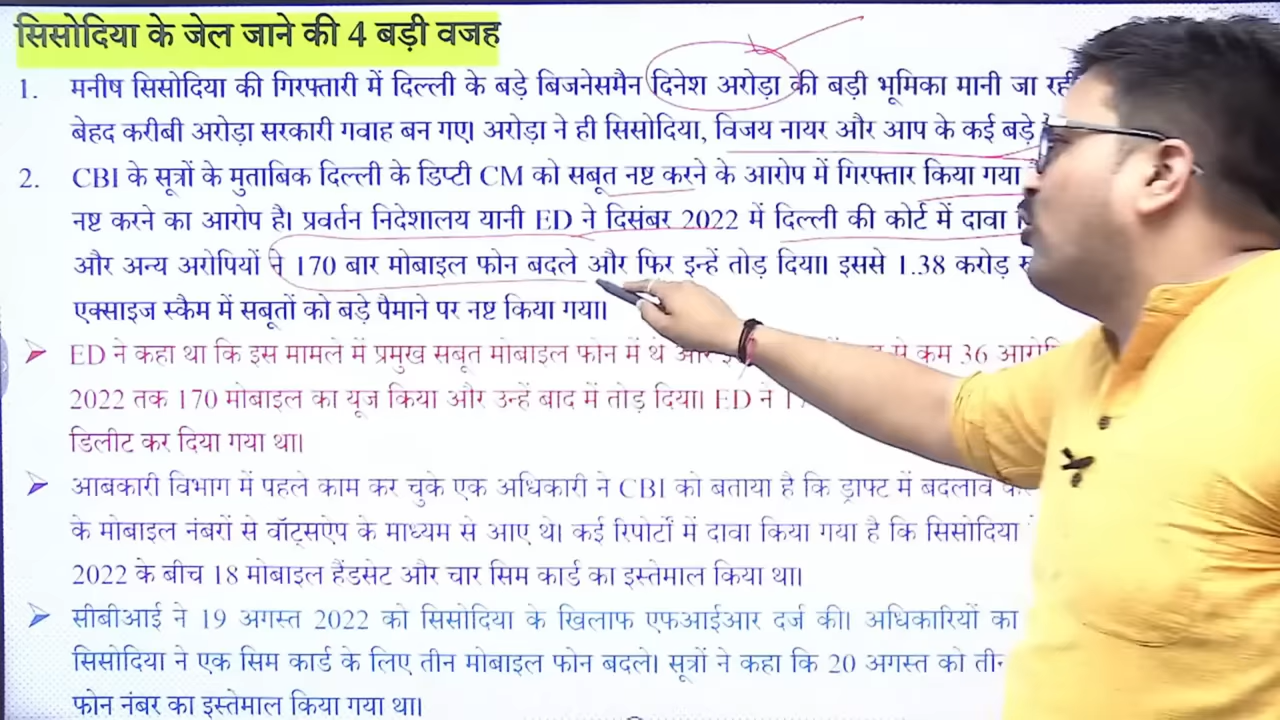 सिसोदिया के जेल जाने की 4 बड़ी वजह
1. मनीष सिसोदिया की गिरफ्तारी में दिल्ली के बड़े बिजनेसमैन दिनेश अरोड़ा की बड़ी भूमिका मानी जा रही
बेहद करीबी अरोड़ा सरकारी गवाह बन गए। अरोड़ा ने ही सिसोदिया, विजय नायर और आप के कई बड़े
2. CBI के सूत्रों के मुताबिक दिल्ली के डिप्टी CM को सबूत नष्ट करने के आरोप में गिरफ्तार किया गया
नष्ट करने का आरोप है। प्रवर्तन निदेशालय यानी ED ने दिसंबर 2022 में दिल्ली की कोर्ट में दावा
और अन्य अरोपियों ने 170 बार मोबाइल फोन बदले और फिर इन्हें तोड़ दिया। इससे 1.38 करोड़
एक्साइज स्कैम में सबूतों को बड़े पैमाने पर नष्ट किया गया।
➢ ED ने कहा था कि इस मामले में प्रमुख सबूत मोबाइल फोन में थे और कम 36
2022 तक 170 मोबाइल का यूज किया और उन्हें बाद में तोड़ दिया। ED ने
डिलीट कर दिया गया था।
➢ आबकारी विभाग में पहले काम कर चुके एक अधिकारी ने CBI को बताया है कि ड्राफ्ट में बदलाव
के मोबाइल नंबरों से वॉट्सऐप के माध्यम से आए थे। कई रिपोर्टों में दावा किया गया है कि सिसोदिया
2022 के बीच 18 मोबाइल हैंडसेट और चार सिम कार्ड का इस्तेमाल किया था।
➢ सीबीआई ने 19 अगस्त 2022 को सिसोदिया के खिलाफ एफआईआर दर्ज की। अधिकारियों का
सिसोदिया ने एक सिम कार्ड के लिए तीन मोबाइल फोन बदले। सूत्रों ने कहा कि 20 अगस्त को
फोन नंबर का इस्तेमाल किया गया था।